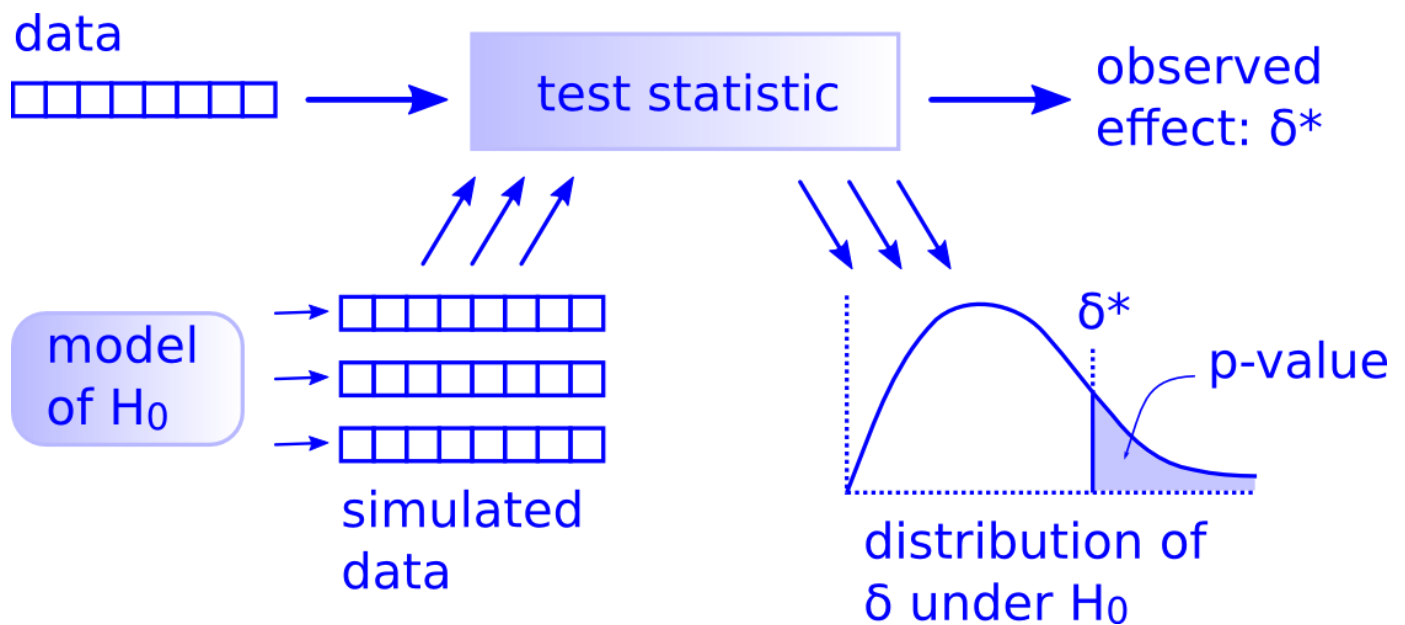 data
test statistic
observed
effect: δ*
model
of H₀
simulated
data
δ*
p-value
distribution of
δ under H₀